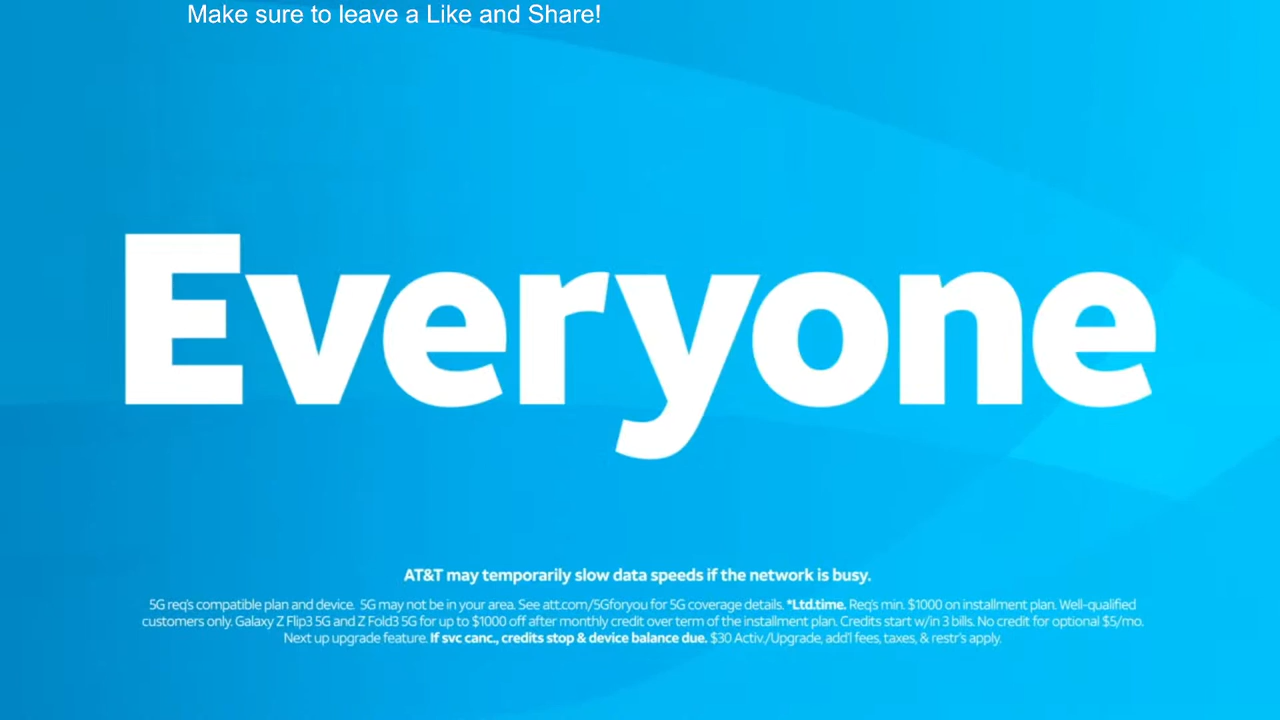 Make sure to leave a Like and Share!
Everyone
AT&T may temporarily slow data speeds if the network is busy.
5G req's compatible plan and device. 5G may not be in your area. See att.com/5Gforyou for 5G coverage details. *Ltd.time. Req's min. $1000 on installment plan. Well-qualified
customers only. Galaxy Z Flip3 5G and Z Fold3 5G for up to $1000 off after monthly credit over term of the installment plan. Credits start w/in 3 bills. No credit for optional $5/mo.
Next up upgrade feature. If svc canc., credits stop & device balance due. $30 Activ./Upgrade, add'l fees, taxes, & restr's apply.